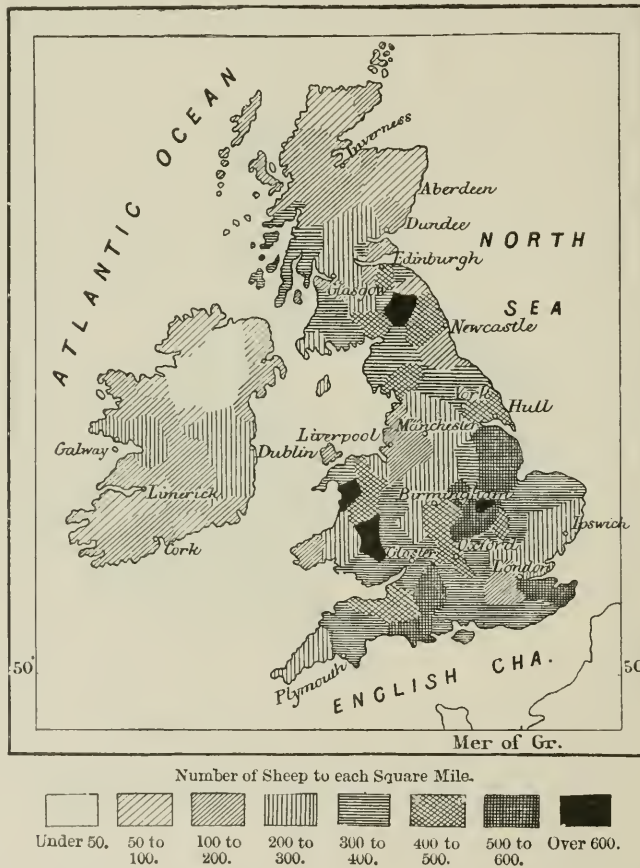 ATLANTIC OCEAN
Inverness
Aberdeen
Dundee
NORTH
Edinburgh
Glasgow
SEA
Newcastle
York
Hull
Manchester
Liverpool
Galway
Dublin
Birmingham
Limerick
Ipswich
Cork
Gloster
Oxford
London
50°
50
Plymouth
ENGLISH CHA.
Mer of Gr.
Number of Sheep to each Square Mile.
Under 50.
50 to
100.
100 to
200.
200 to
300.
300 to
400.
400 to
500.
500 to
600.
Over 600.